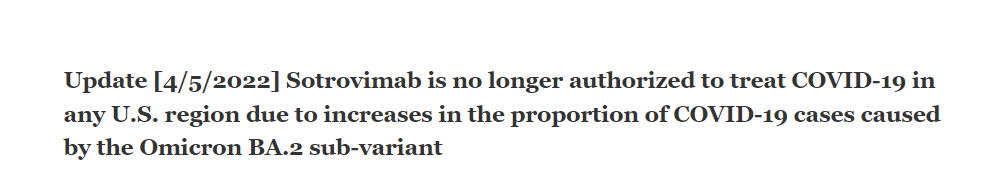 Update [4/5/2022] Sotrovimab is no longer authorized to treat COVID-19 in
any U.S. region due to increases in the proportion of COVID-19 cases caused
by the Omicron BA.2 sub-variant